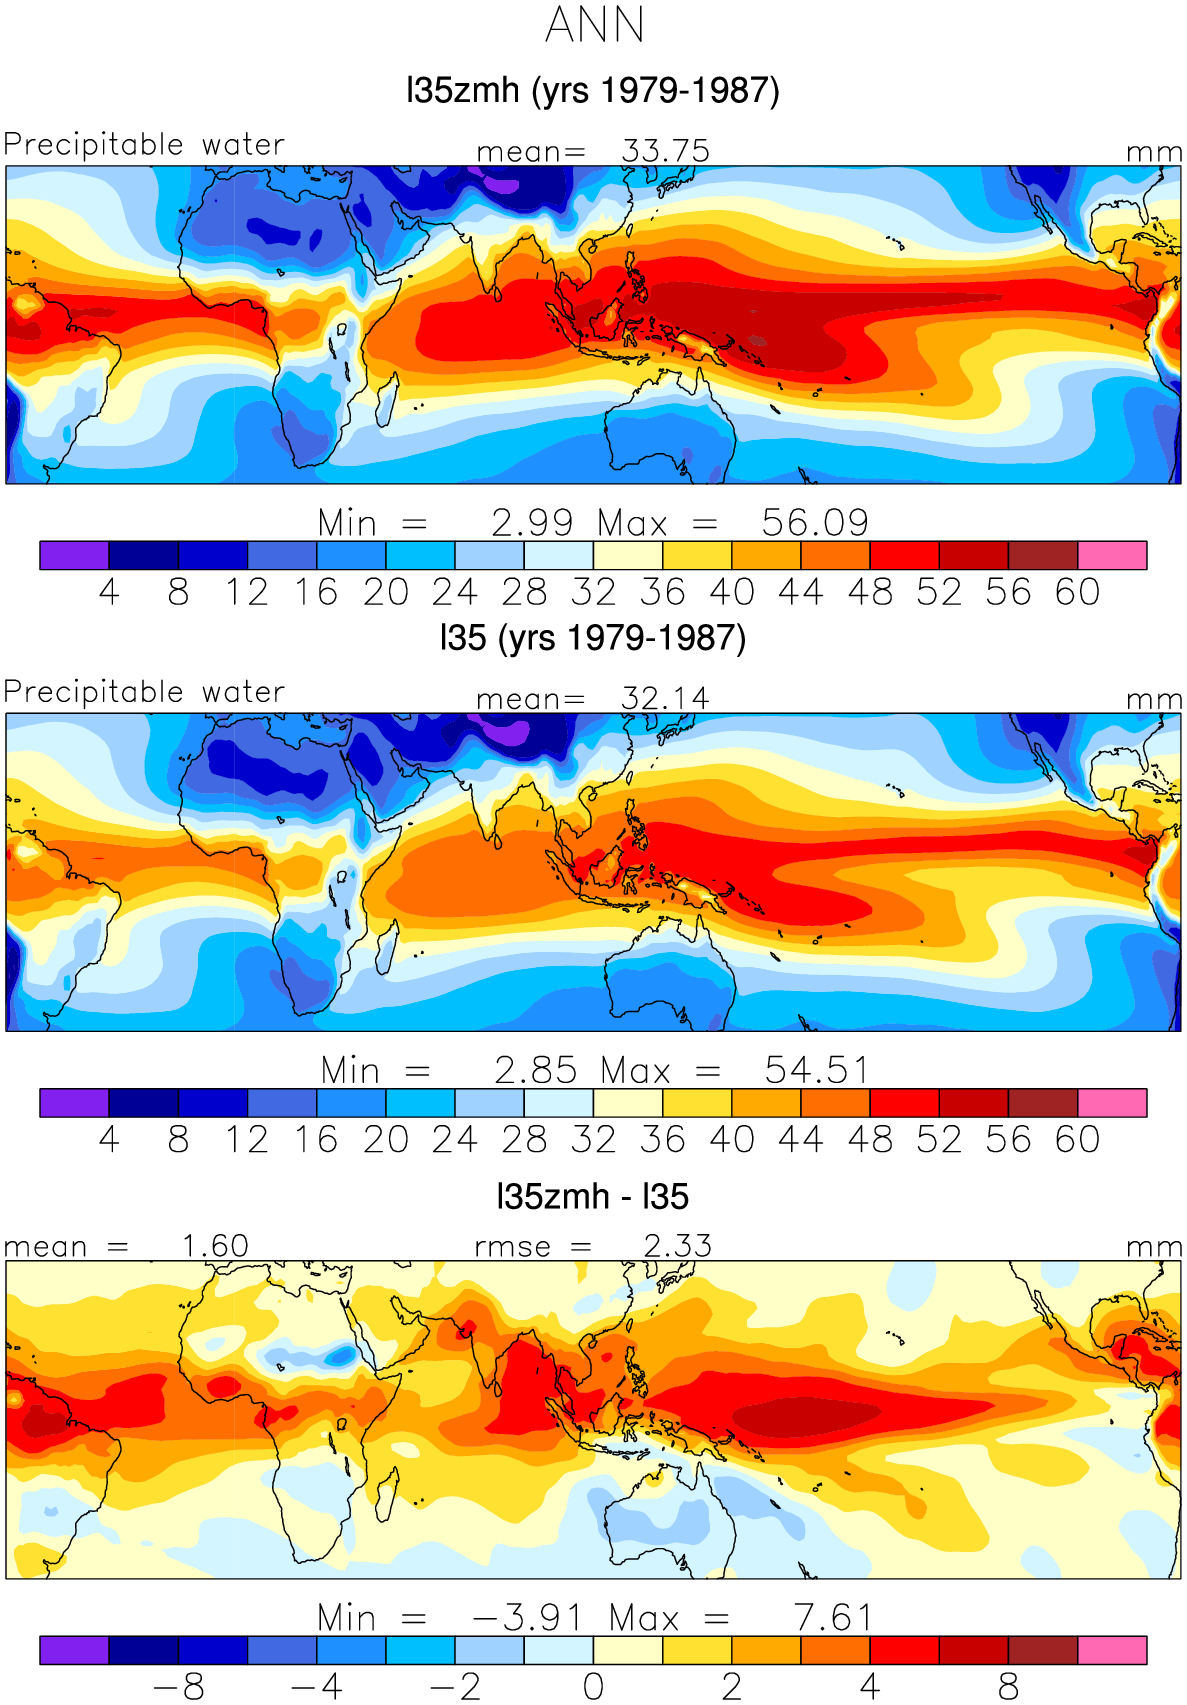 ANN
l35zmh (yrs 1979-1987)
Precipitable water mean= 33.75 mm
Min = 2.99 Max = 56.09
4 8 12 16 20 24 28 32 36 40 44 48 52 56 60
l35 (yrs 1979-1987)
Precipitable water mean= 32.14 mm
Min = 2.85 Max = 54.51
4 8 12 16 20 24 28 32 36 40 44 48 52 56 60
l35zmh - l35
mean = 1.60 rmse = 2.33 mm
Min = −3.91 Max = 7.61
−8 −4 −2 0 2 4 8